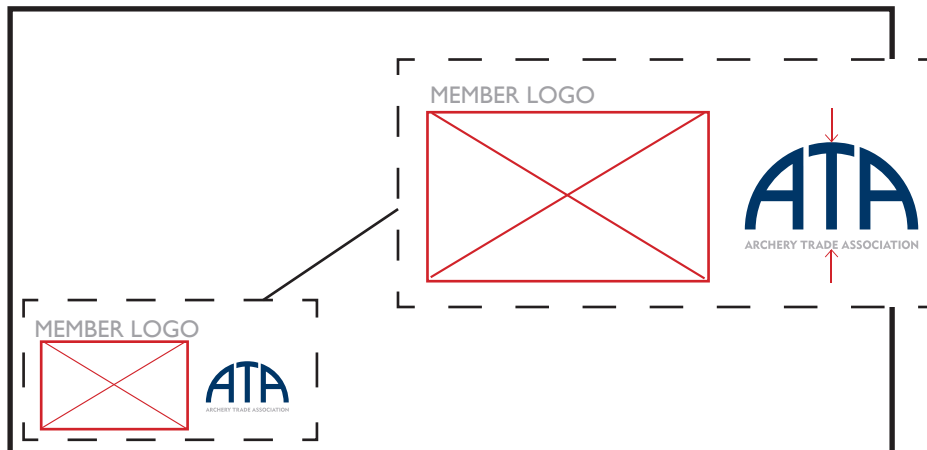 MEMBER LOGO
ATA
ARCHERY TRADE ASSOCIATION
MEMBER LOGO
ATA
ARCHERY TRADE ASSOCIATION